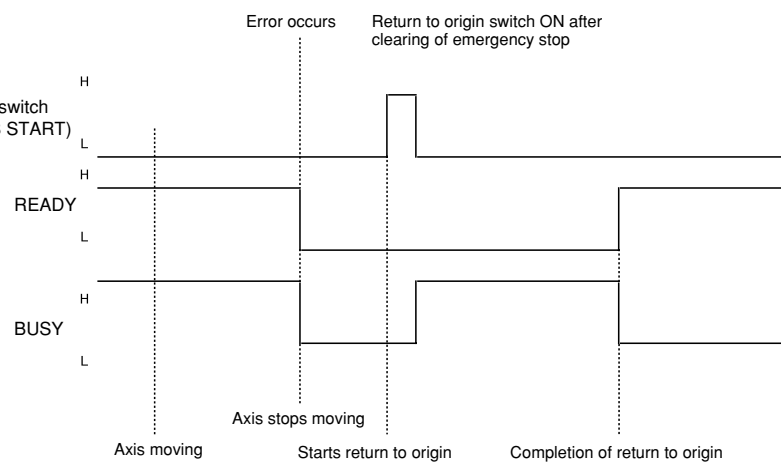 Error occurs
Return to origin switch ON after
clearing of emergency stop
H
switch
START)
L
H
READY
L
H
BUSY
L
Axis stops moving
Axis moving
Starts return to origin
Completion of return to origin